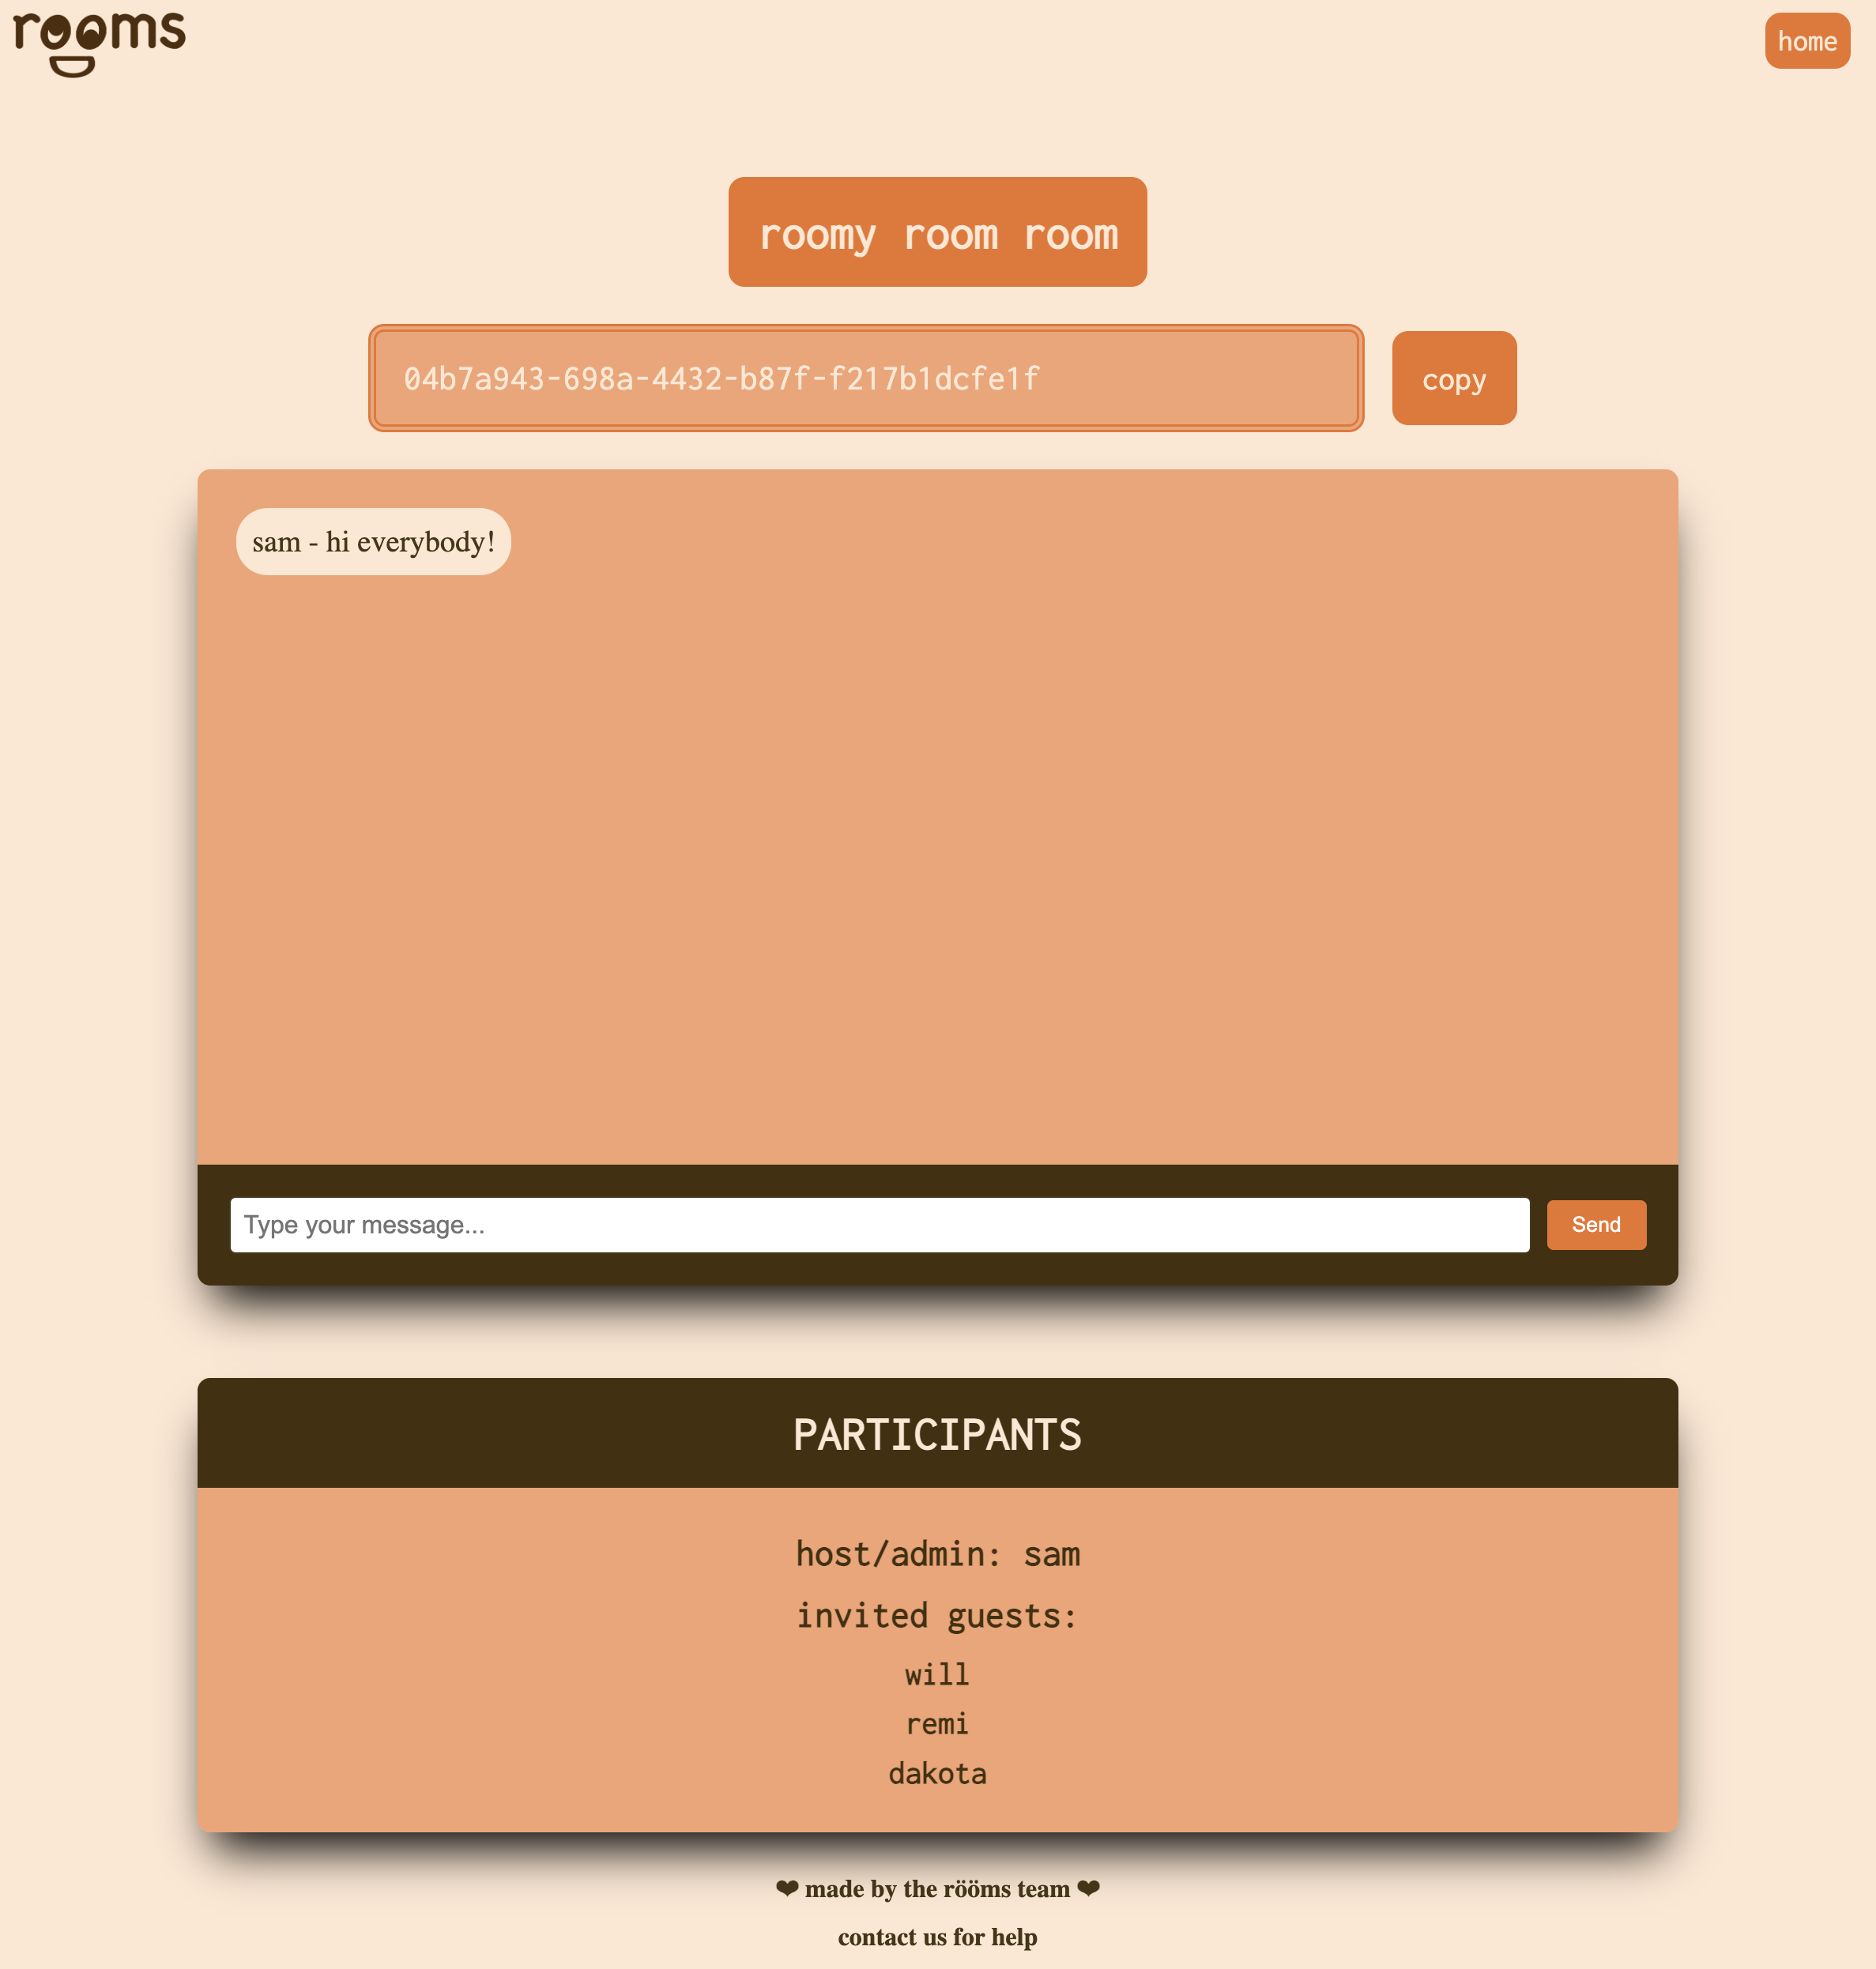 rooms
home
roomy room room
04b7a943-698a-4432-b87f-f217b1dcfe1f
copy
sam - hi everybody!
Type your message...
Send
PARTICIPANTS
host/admin: sam
invited guests:
will
remi
dakota
❤ made by the rööms team ❤
contact us for help